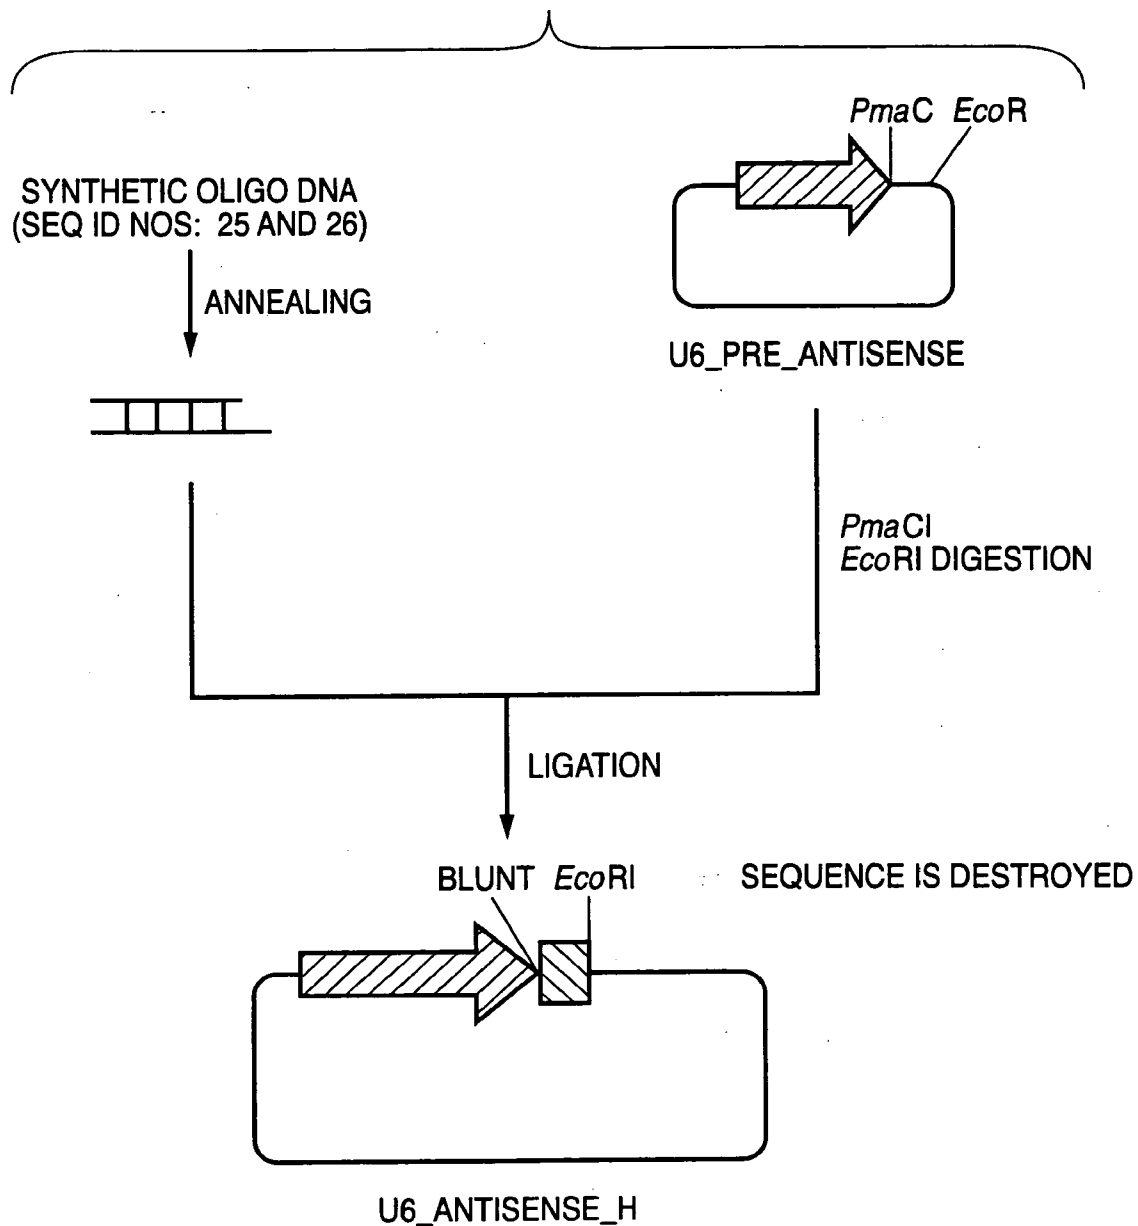 PmaC EcoR
SYNTHETIC OLIGO DNA
(SEQ ID NOS: 25 AND 26)
ANNEALING
U6_PRE_ANTISENSE
PmaCI
EcoRI DIGESTION
LIGATION
BLUNT EcoRI SEQUENCE IS DESTROYED
U6_ANTISENSE_H